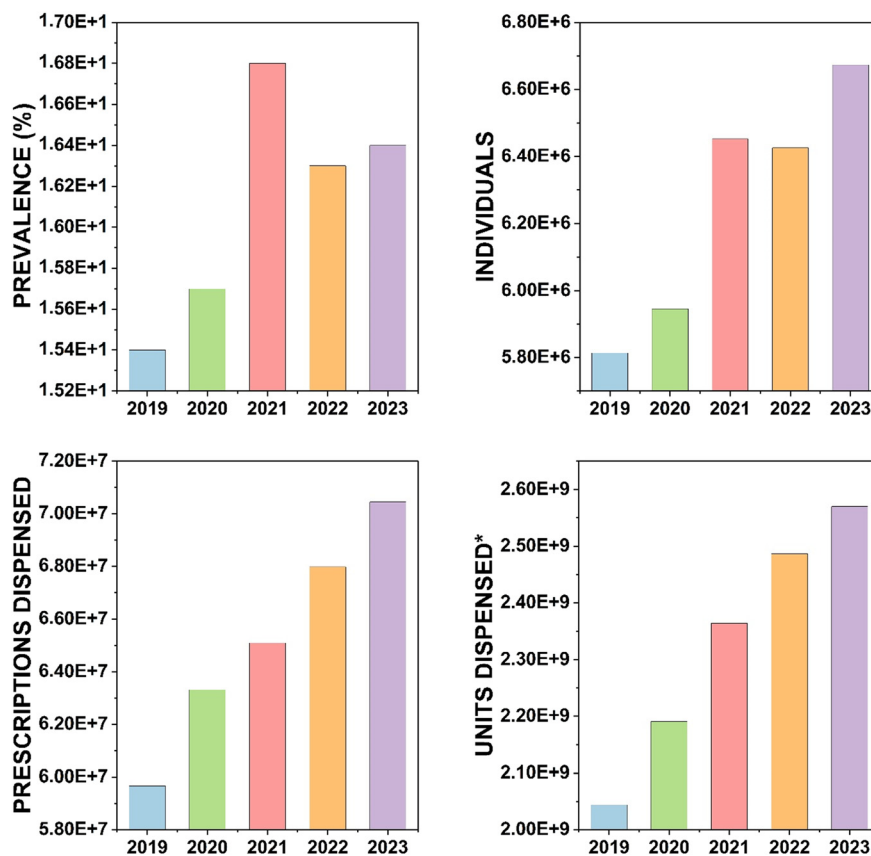 PREVALENCE (%)
1.70E+1
1.68E+1
1.66E+1
1.64E+1
1.62E+1
1.60E+1
1.58E+1
1.56E+1
1.54E+1
1.52E+1
2019 2020 2021 2022 2023
INDIVIDUALS
6.80E+6
6.60E+6
6.40E+6
6.20E+6
6.00E+6
5.80E+6
2019 2020 2021 2022 2023
PRESCRIPTIONS DISPENSED
7.20E+7
7.00E+7
6.80E+7
6.60E+7
6.40E+7
6.20E+7
6.00E+7
5.80E+7
2019 2020 2021 2022 2023
UNITS DISPENSED*
2.60E+9
2.50E+9
2.40E+9
2.30E+9
2.20E+9
2.10E+9
2.00E+9
2019 2020 2021 2022 2023